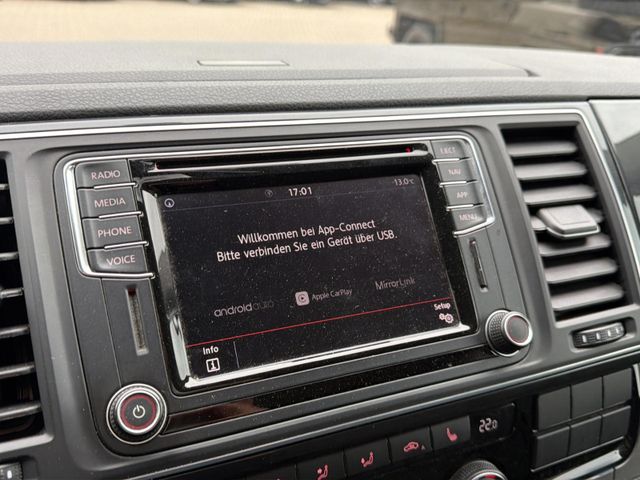 RADIO
MEDIA
PHONE
VOICE
EJECT
NAV
APP
MENU
17:01
13.0°C
Willkommen bei App-Connect
Bitte verbinden Sie ein Gerät über USB.
androidauto
Apple CarPlay
MirrorLink
Info
Setup
A
22.0